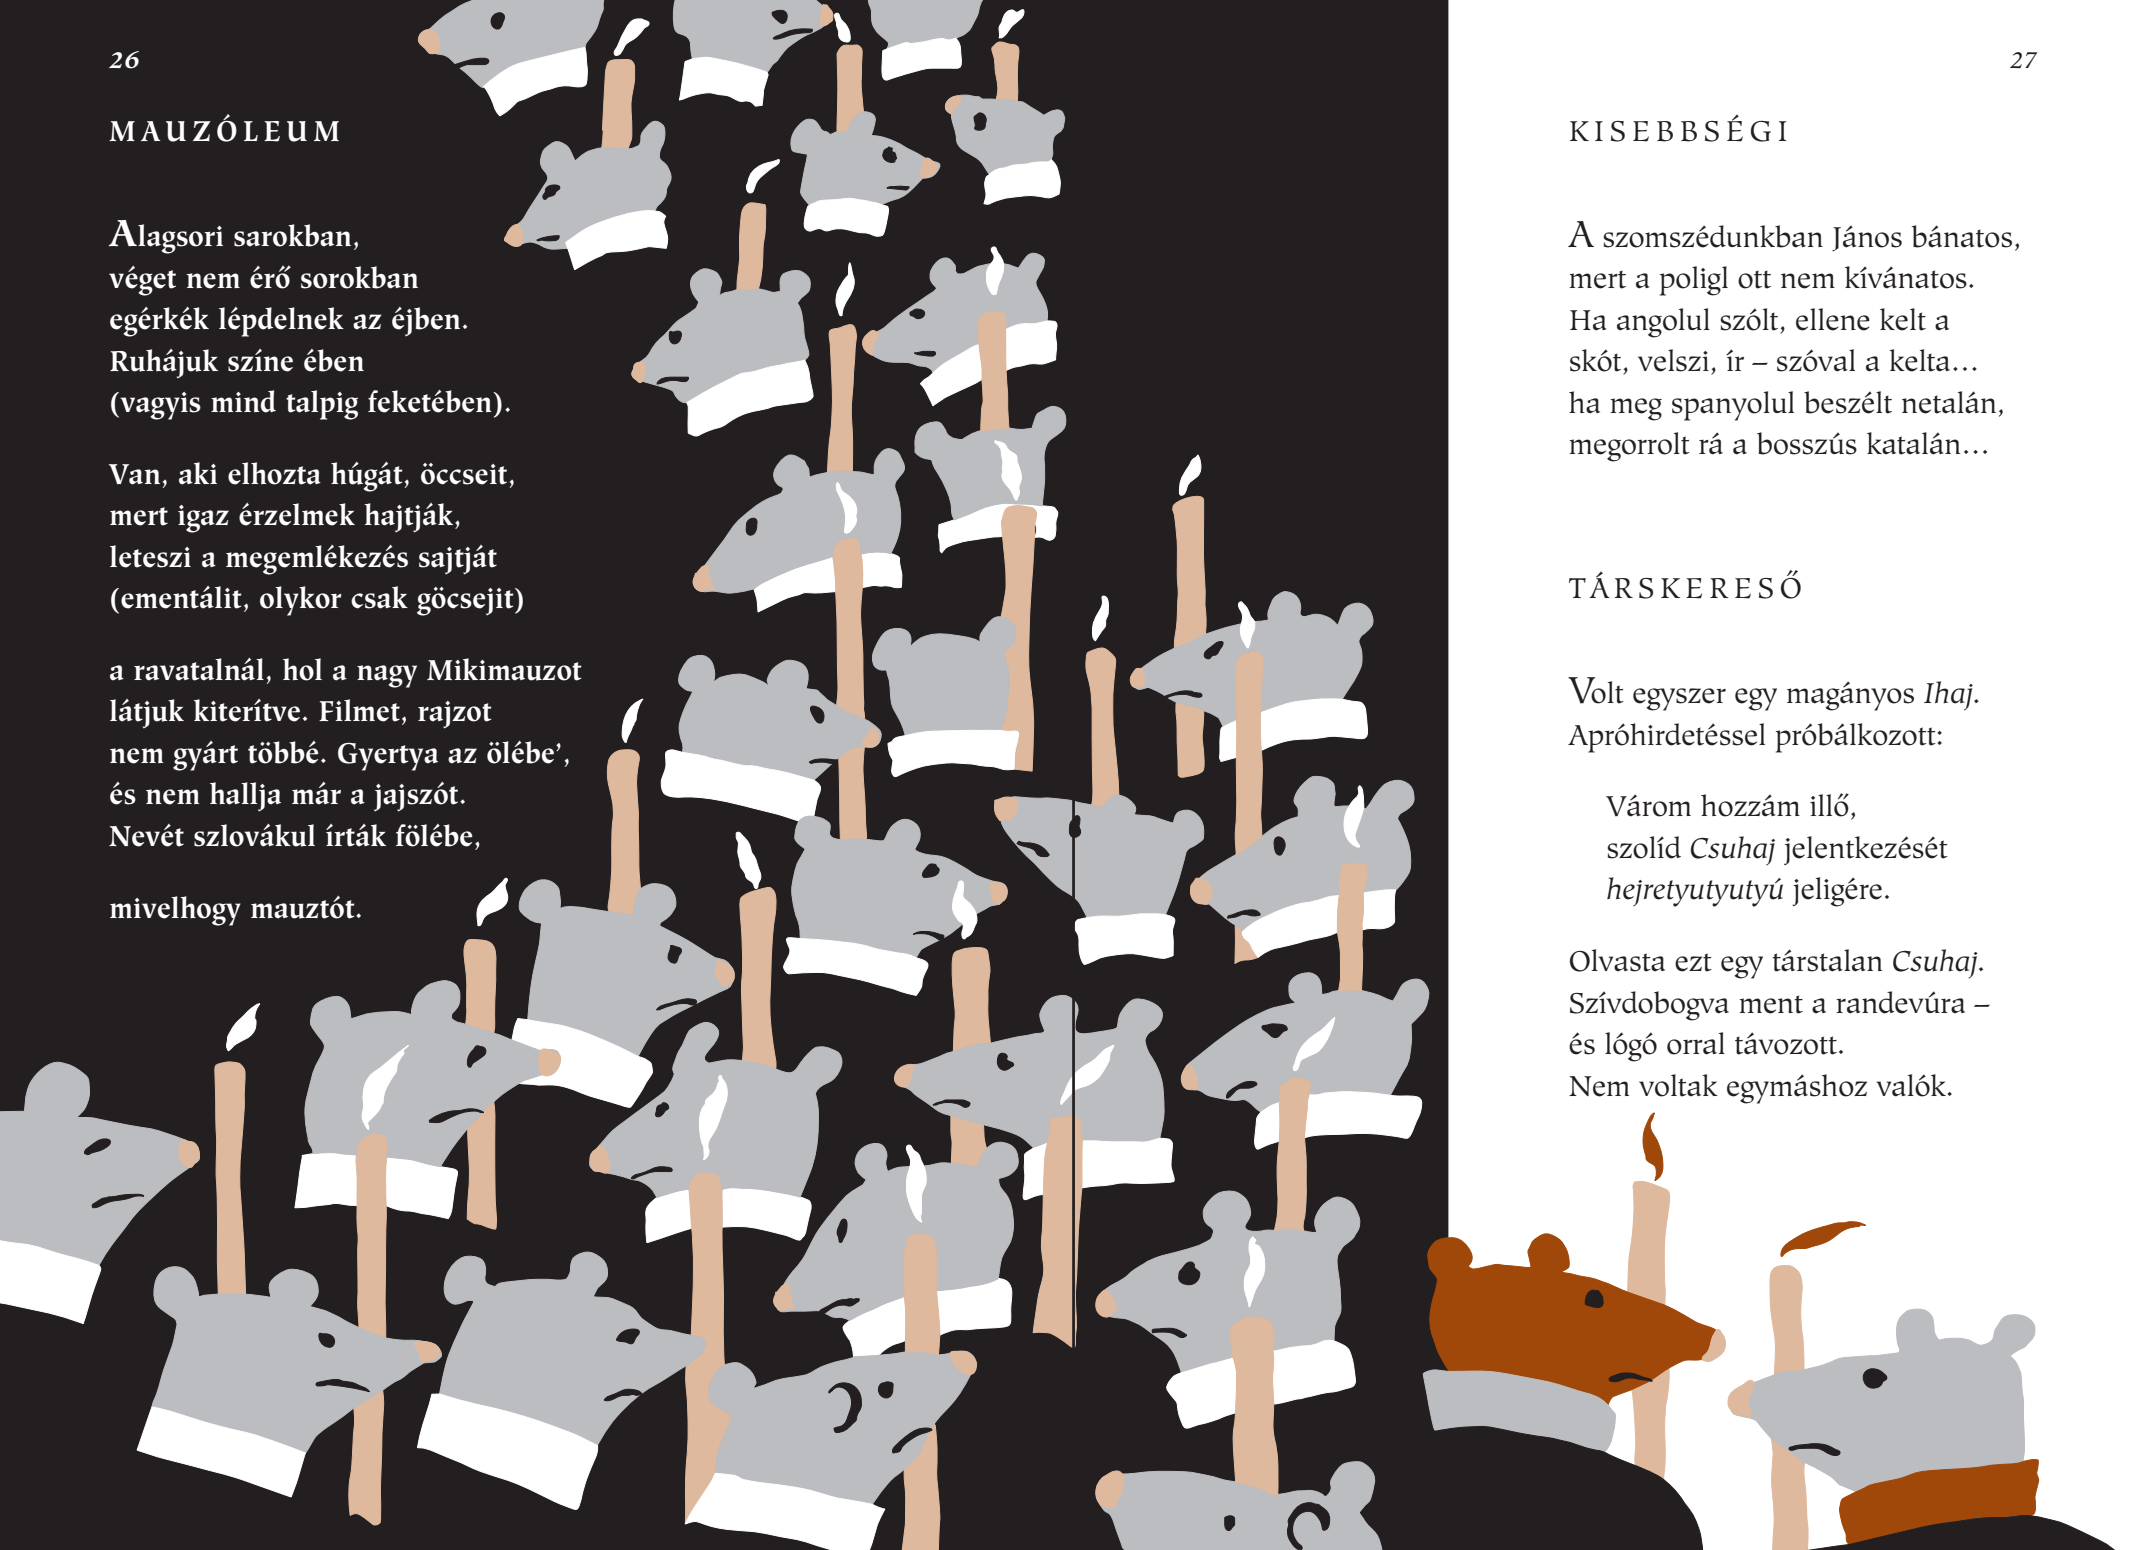 26
MAUZÓLEUM
Alagsori sarokban,
véget nem érő sorokban
egérkék lépdelnek az éjben.
Ruhájuk színe ében
(vagyis mind talpig feketében).
Van, aki elhozta húgát, öccseit,
mert igaz érzelmek hajtják,
leteszi a megemlékezés sajtját
(ementálit, olykor csak göcsejit)
a ravatalnál, hol a nagy Mikimauzot
látjuk kiterítve. Filmet, rajzot
nem gyárt többé. Gyertya az ölébe’,
és nem hallja már a jajszót.
Nevét szlovákul írták fölébe,
mivelhogy mauztót.
27
KISEBBSÉGI
A szomszédunkban János bánatos,
mert a poligl ott nem kívánatos.
Ha angolul szólt, ellene kelt a
skót, velszi, ír – szóval a kelta…
ha meg spanyolul beszélt netalán,
megorrolt rá a bosszús katalán…
TÁRSKERESŐ
Volt egyszer egy magányos Ihaj.
Apróhirdetéssel próbálkozott:
Várom hozzám illő,
szolíd Csuhaj jelentkezését
hejretyutyutyú jeligére.
Olvasta ezt egy társtalan Csuhaj.
Szívdobogva ment a randevúra –
és lógó orral távozott.
Nem voltak egymáshoz valók.